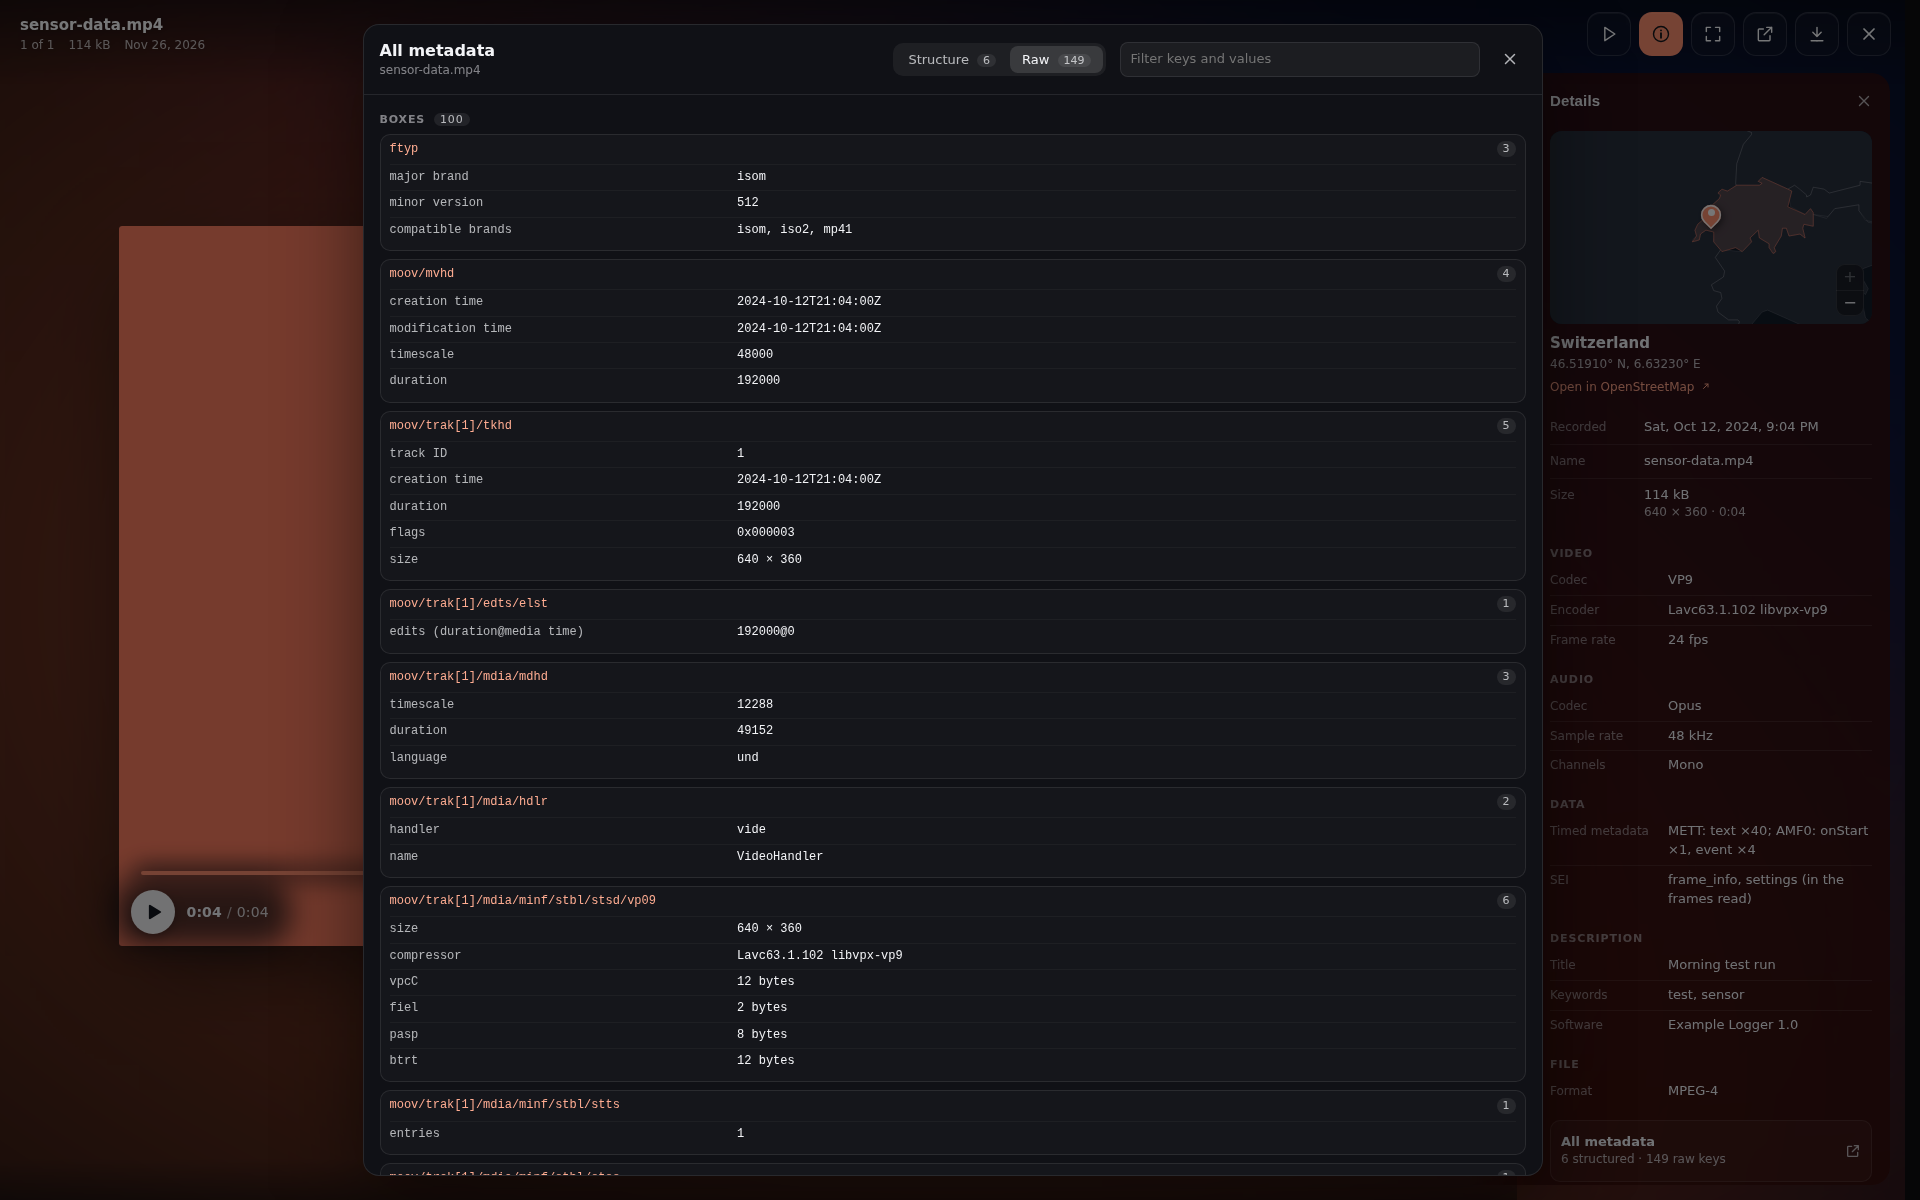 sensor-data.mp4
1 of 1 114 kB Nov 26, 2026
All metadata
sensor-data.mp4
Structure 6
Raw 149
Filter keys and values
BOXES 100
ftyp 3
major brand isom
minor version 512
compatible brands isom, iso2, mp41
moov/mvhd 4
creation time 2024-10-12T21:04:00Z
modification time 2024-10-12T21:04:00Z
timescale 48000
duration 192000
moov/trak[1]/tkhd 5
track ID 1
creation time 2024-10-12T21:04:00Z
duration 192000
flags 0x000003
size 640 × 360
moov/trak[1]/edts/elst 1
edits (duration@media time) 192000@0
moov/trak[1]/mdia/mdhd 3
timescale 12288
duration 49152
language und
moov/trak[1]/mdia/hdlr 2
handler vide
name VideoHandler
moov/trak[1]/mdia/minf/stbl/stsd/vp09 6
size 640 × 360
compressor Lavc63.1.102 libvpx-vp9
vpcC 12 bytes
fiel 2 bytes
pasp 8 bytes
btrt 12 bytes
moov/trak[1]/mdia/minf/stbl/stts 1
entries 1
0:04 / 0:04
Details
Switzerland
46.51910° N, 6.63230° E
Open in OpenStreetMap ↗
Recorded Sat, Oct 12, 2024, 9:04 PM
Name sensor-data.mp4
Size 114 kB
640 × 360 · 0:04
VIDEO
Codec VP9
Encoder Lavc63.1.102 libvpx-vp9
Frame rate 24 fps
AUDIO
Codec Opus
Sample rate 48 kHz
Channels Mono
DATA
Timed metadata METT: text ×40; AMF0: onStart
×1, event ×4
SEI frame_info, settings (in the
frames read)
DESCRIPTION
Title Morning test run
Keywords test, sensor
Software Example Logger 1.0
FILE
Format MPEG-4
All metadata
6 structured · 149 raw keys